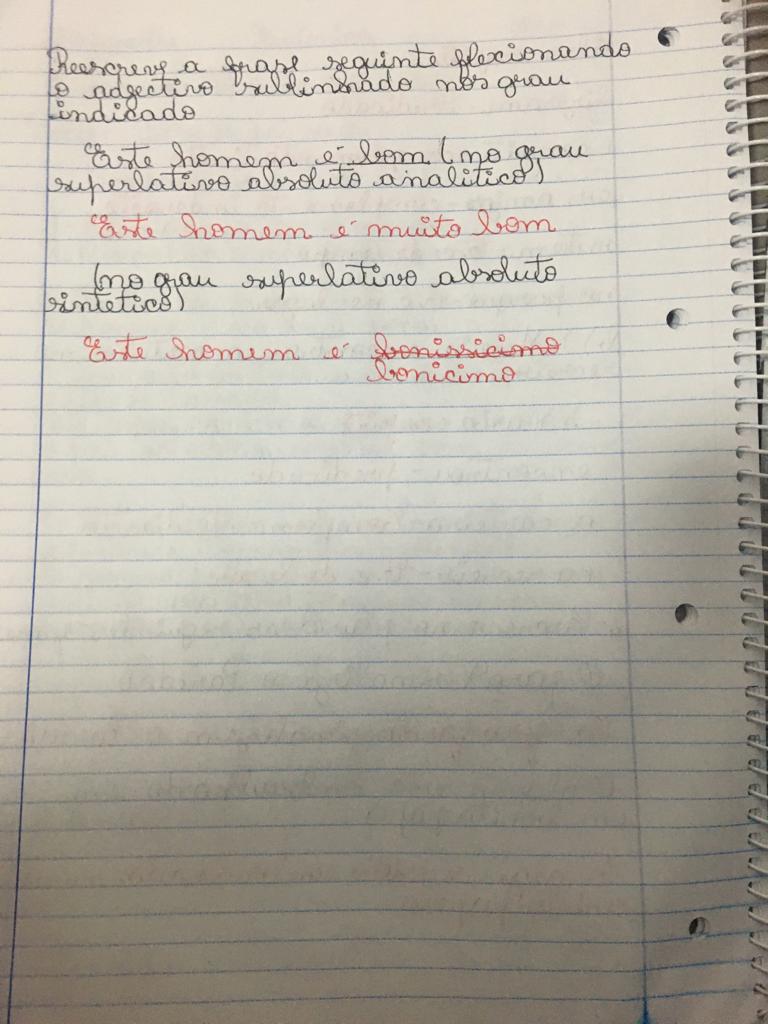 Reescreve a frase seguinte flexionando
o adjectivo sublinhado nos grau
indicado
Este homem é bom (no grau
superlativo absoluto analitico)
Este homem é muito bom
(no grau superlativo absoluto
sintetico)
Este homem é bonissicimo
bonicimo